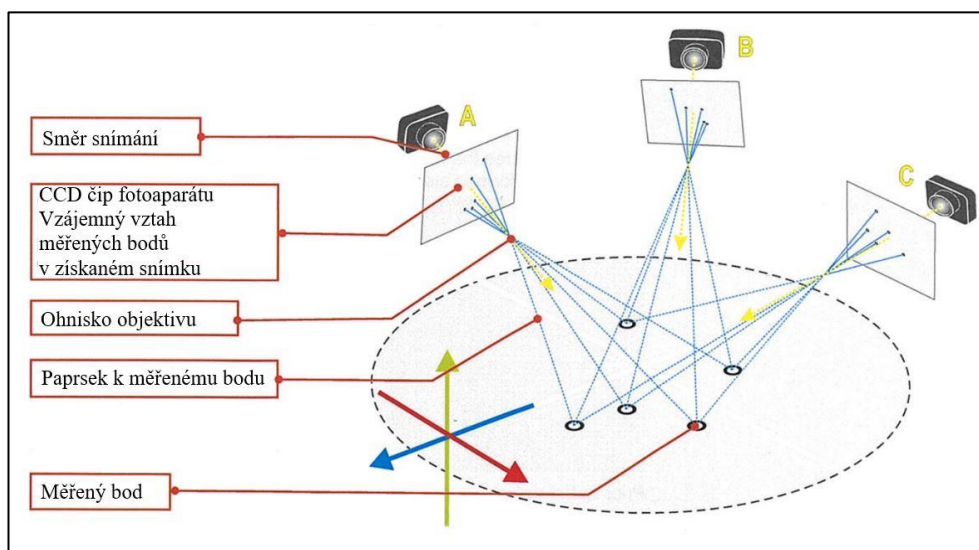 A
B
C
Směr snímání
CCD čip fotoaparátu
Vzájemný vztah
měřených bodů
v získaném snímku
Ohnisko objektivu
Paprsek k měřenému bodu
Měřený bod